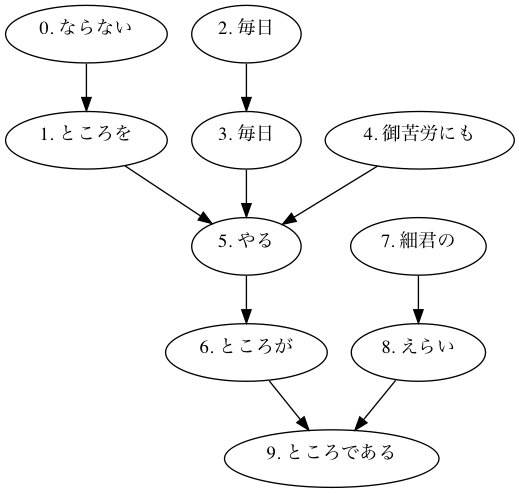 0. ならない
2. 毎日
1. ところを
3. 毎日
4. 御苦労にも
5. やる
7. 細君の
6. ところが
8. えらい
9. ところである